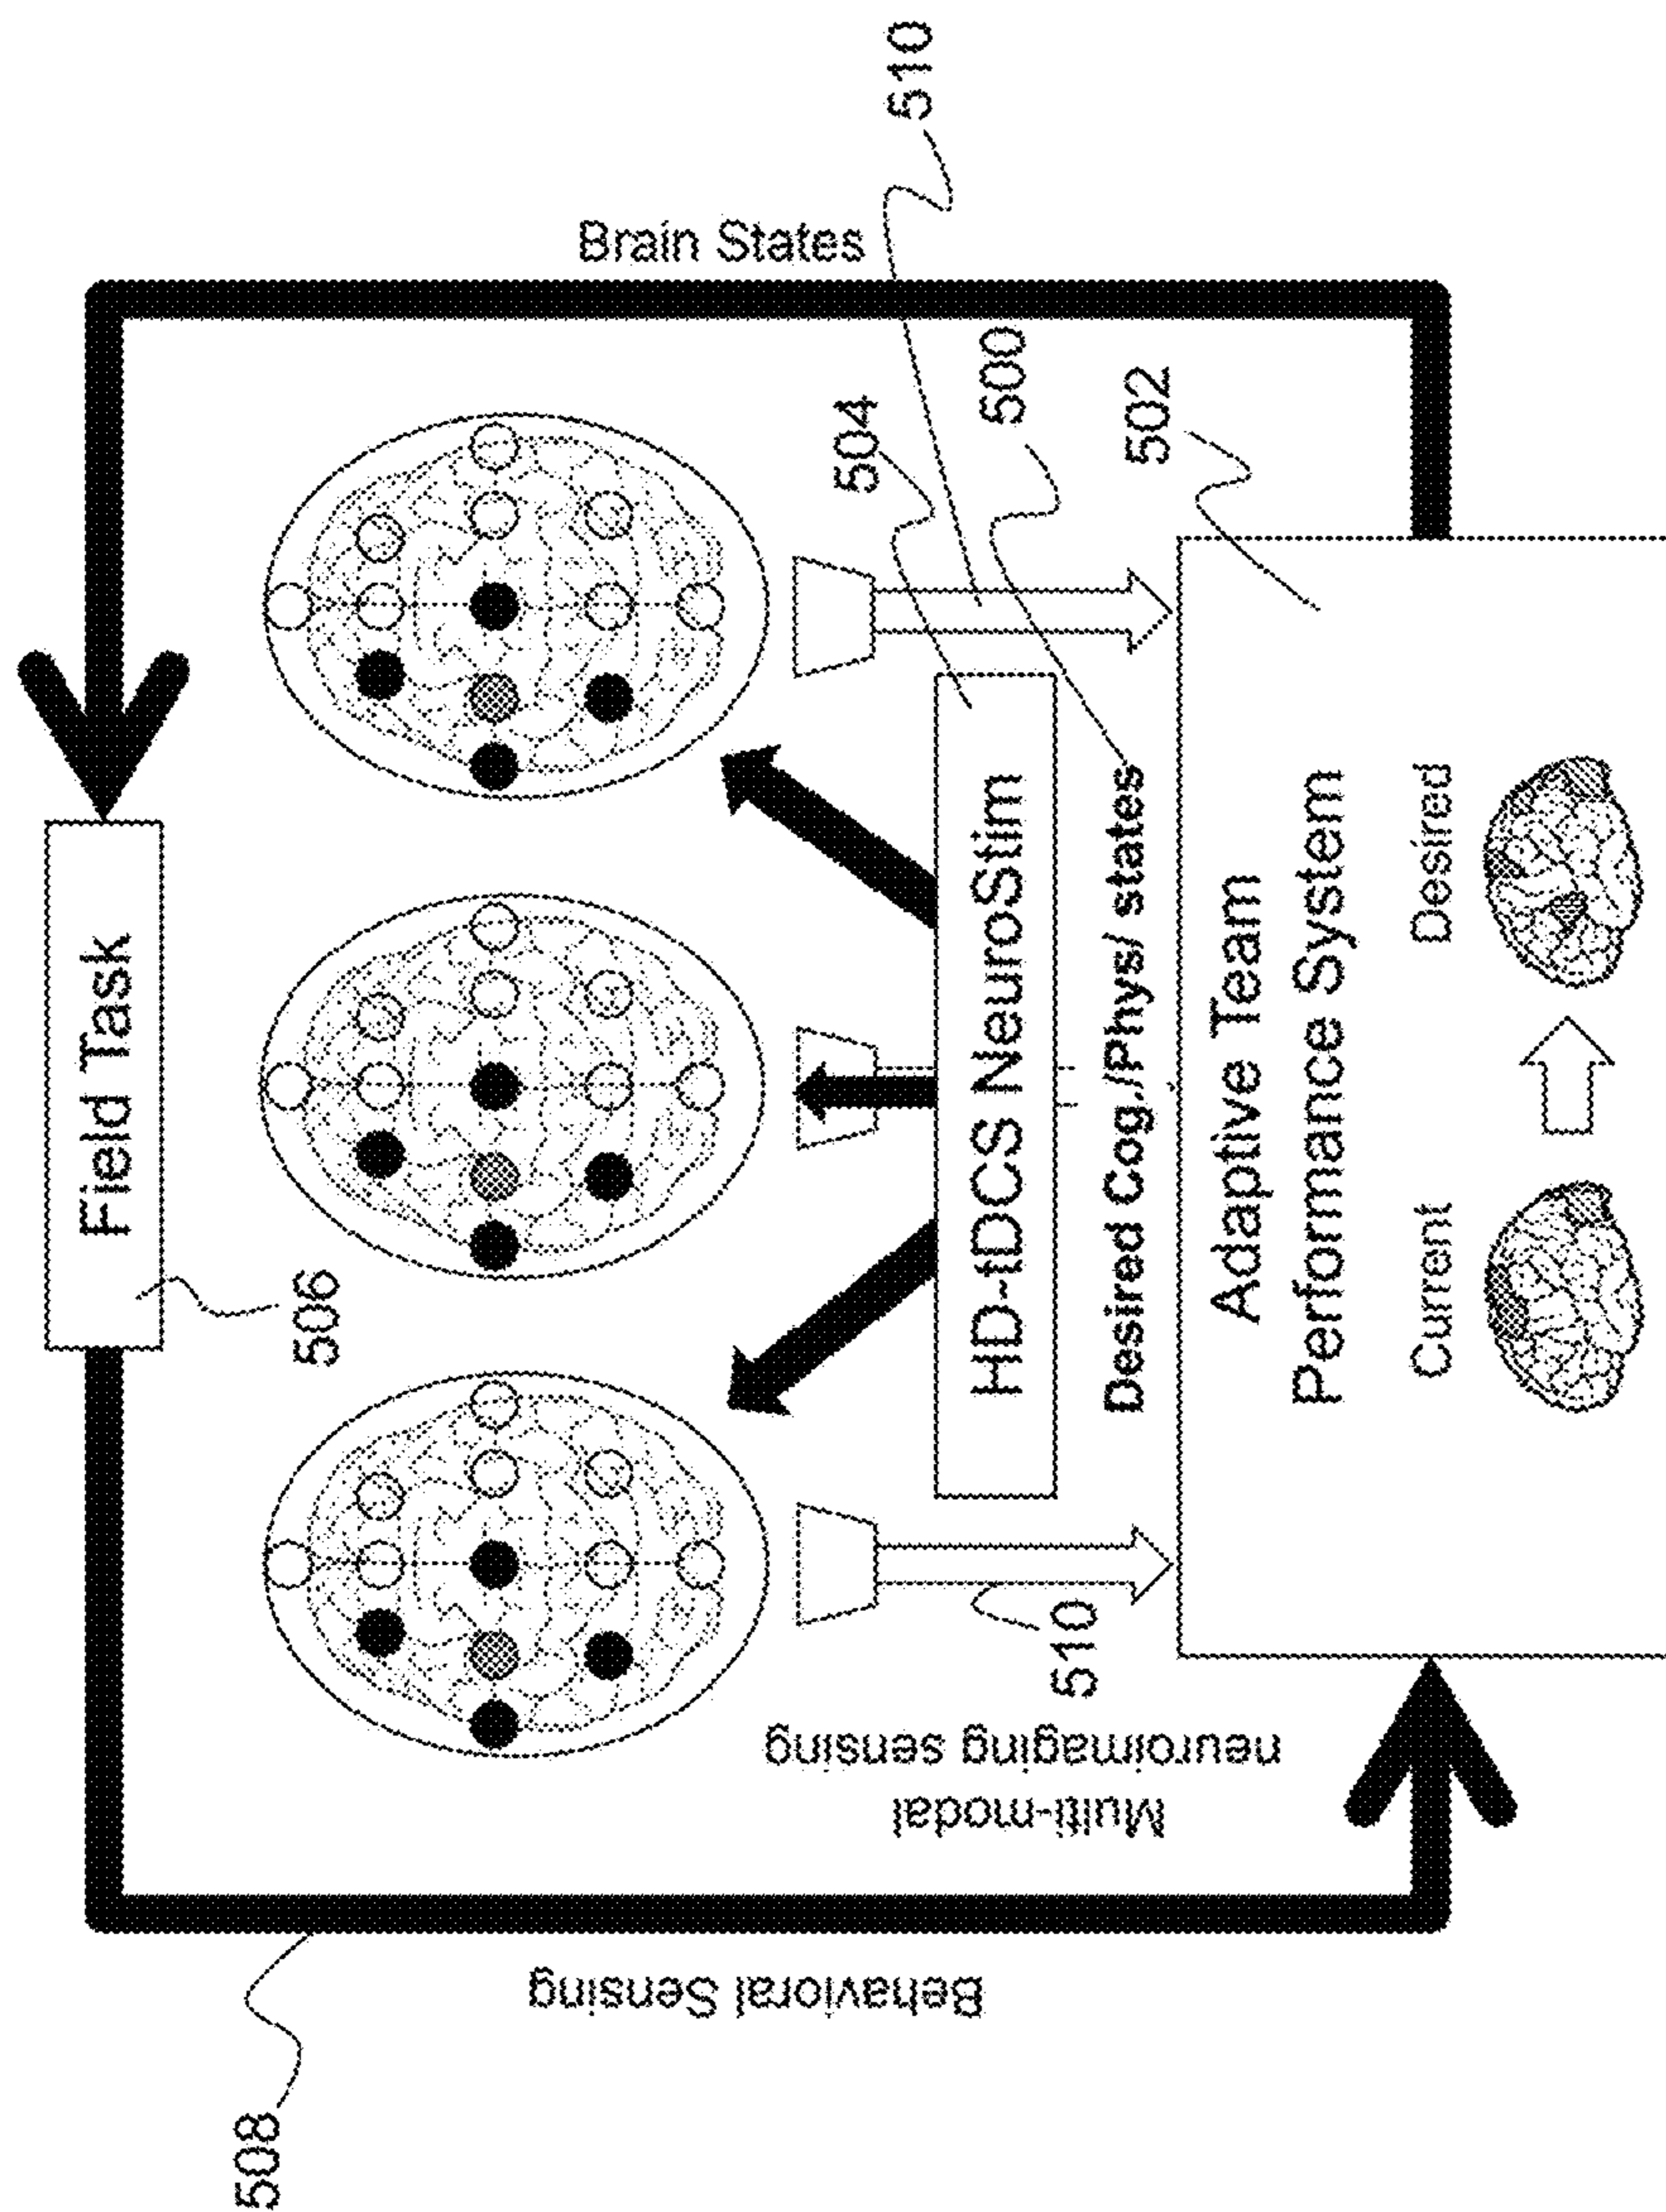 Field Task
508
506
Behavioral Sensing
Brain States
504
510
Multi-modal
neuroimaging sensing
HD-tDCS NeuroStim
500
510
Desired Cog./Phys/ states
502
Adaptive Team
Performance System
Current
Desired